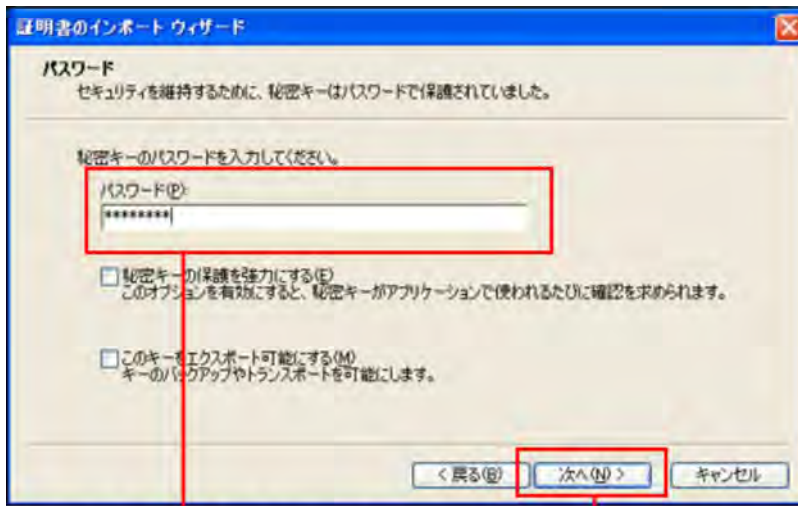 証明書のインポート ウィザード
パスワード
セキュリティを維持するために、秘密キーはパスワードで保護されていました。
秘密キーのパスワードを入力してください。
パスワード(P):
********
秘密キーの保護を強力にする(E)
このオプションを有効にすると、秘密キーがアプリケーションで使われるたびに確認を求められます。
このキーをエクスポート可能にする(M)
キーのバックアップやトランスポートを可能にします。
< 戻る(B) 次へ(N) > キャンセル